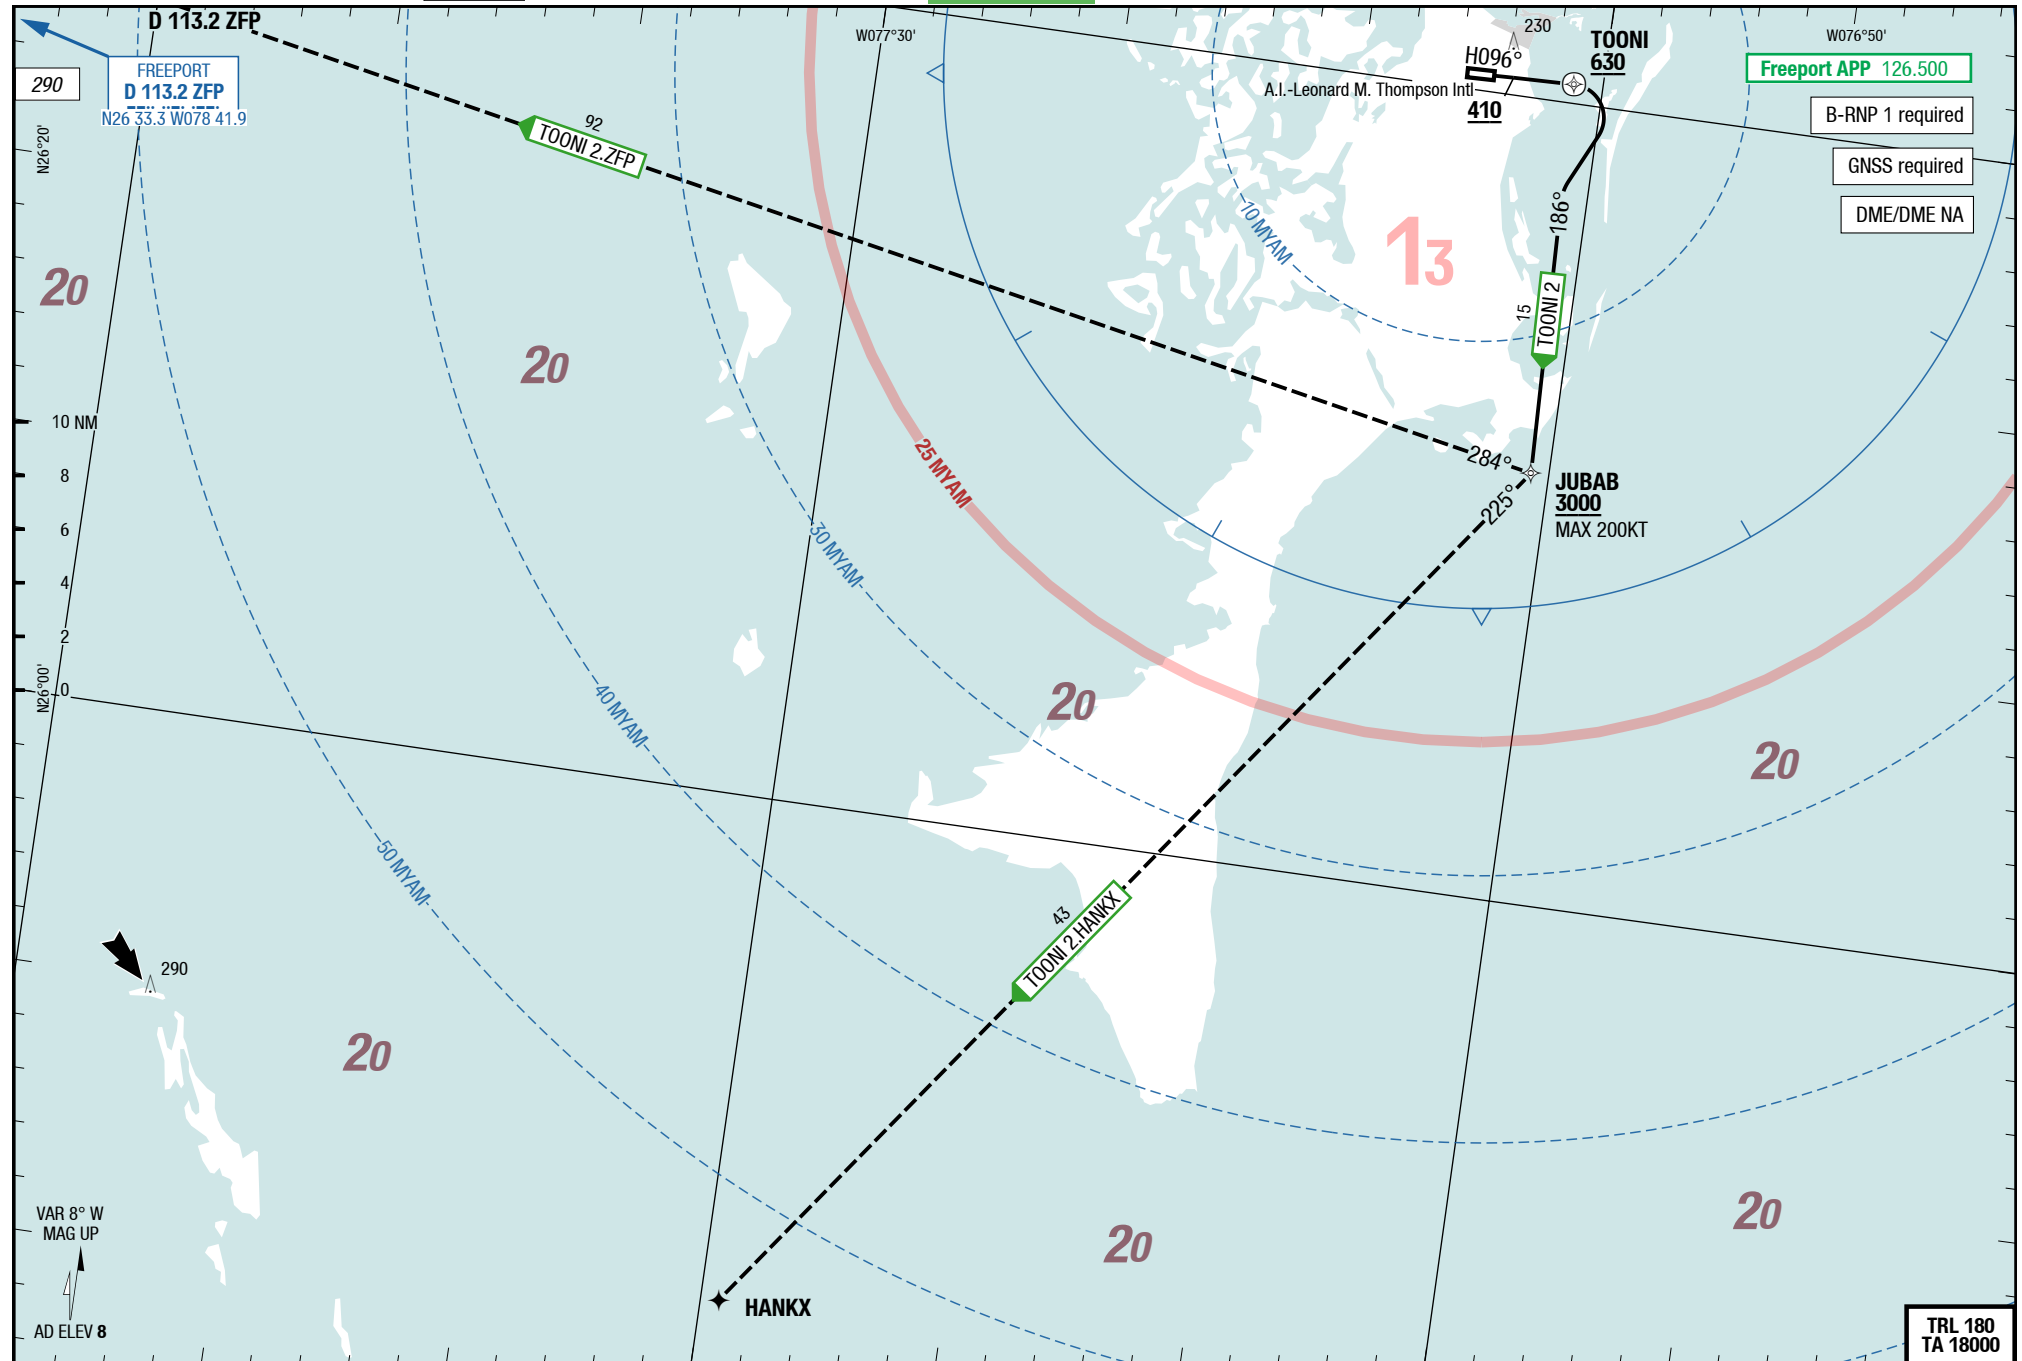 D 113.2 ZFP
FREEPORT
D 113.2 ZFP
N26 33.3 W078 41.9
290
N26°20'
92
TOONI 2.ZFP
W077°30'
230
TOONI
630
H096°
A.I.-Leonard M. Thompson Intl
410
W076°50'
Freeport APP 126.500
B-RNP 1 required
GNSS required
DME/DME NA
10 MYAM
13
186°
15
TOONI 2
20
20
10 NM
8
6
4
2
0
N26°00'
25 MYAM
284°
225°
JUBAB
3000
MAX 200KT
30 MYAM
40 MYAM
20
20
50 MYAM
43
TOONI 2.HANKX
290
20
20
20
VAR 8° W
MAG UP
AD ELEV 8
HANKX
TRL 180
TA 18000